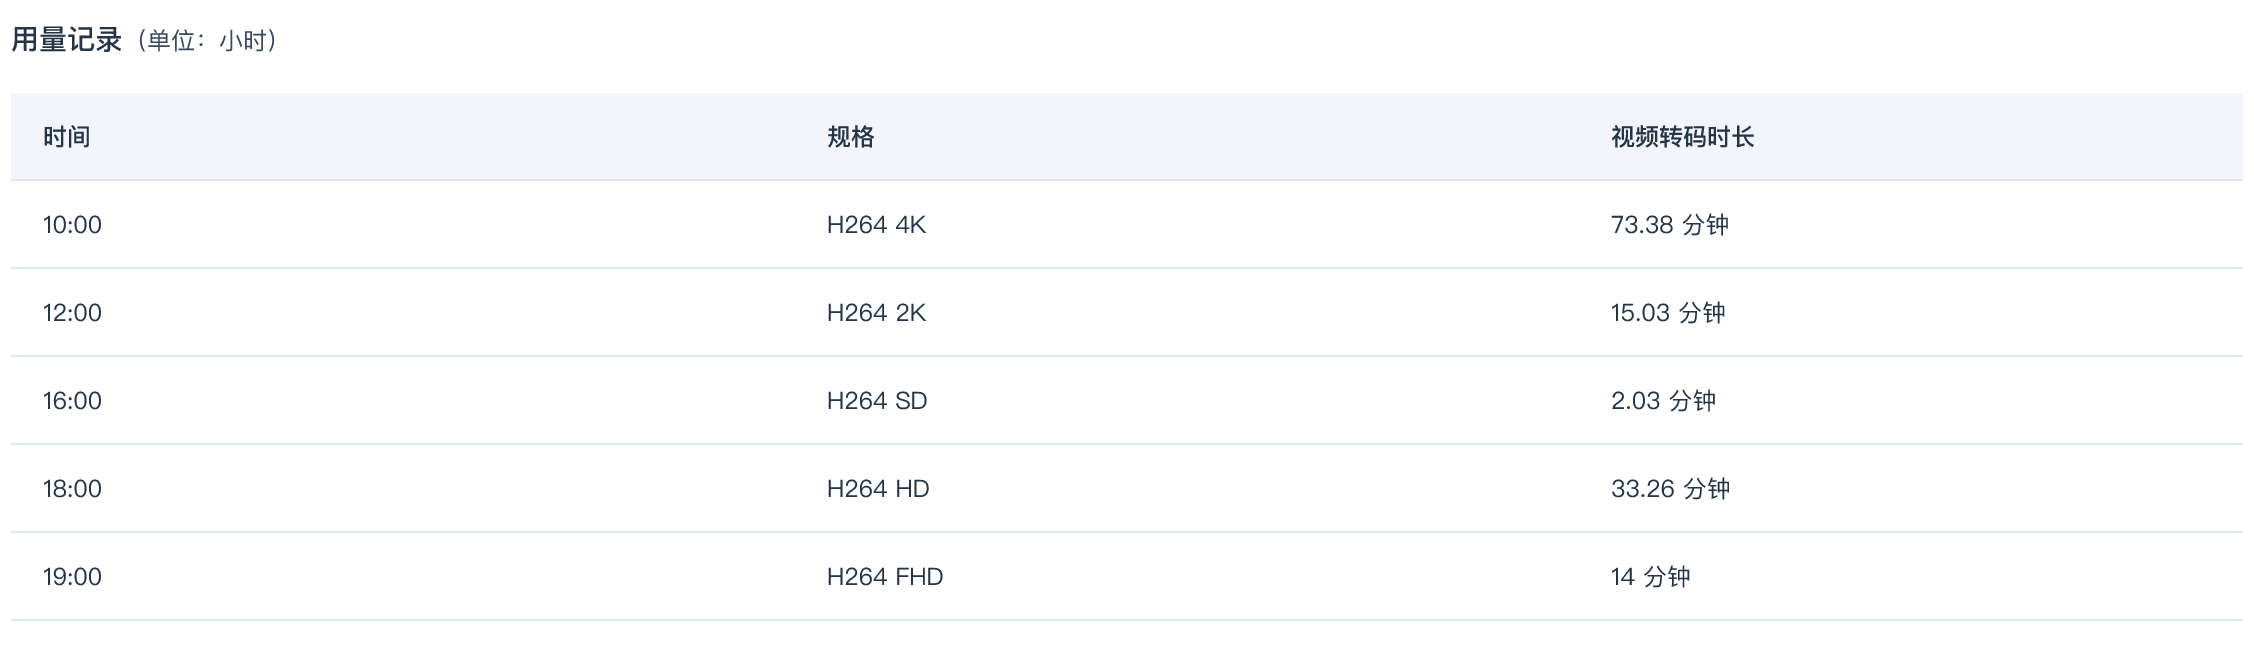 用量记录（单位：小时）
时间 规格 视频转码时长
10:00 H264 4K 73.38 分钟
12:00 H264 2K 15.03 分钟
16:00 H264 SD 2.03 分钟
18:00 H264 HD 33.26 分钟
19:00 H264 FHD 14 分钟